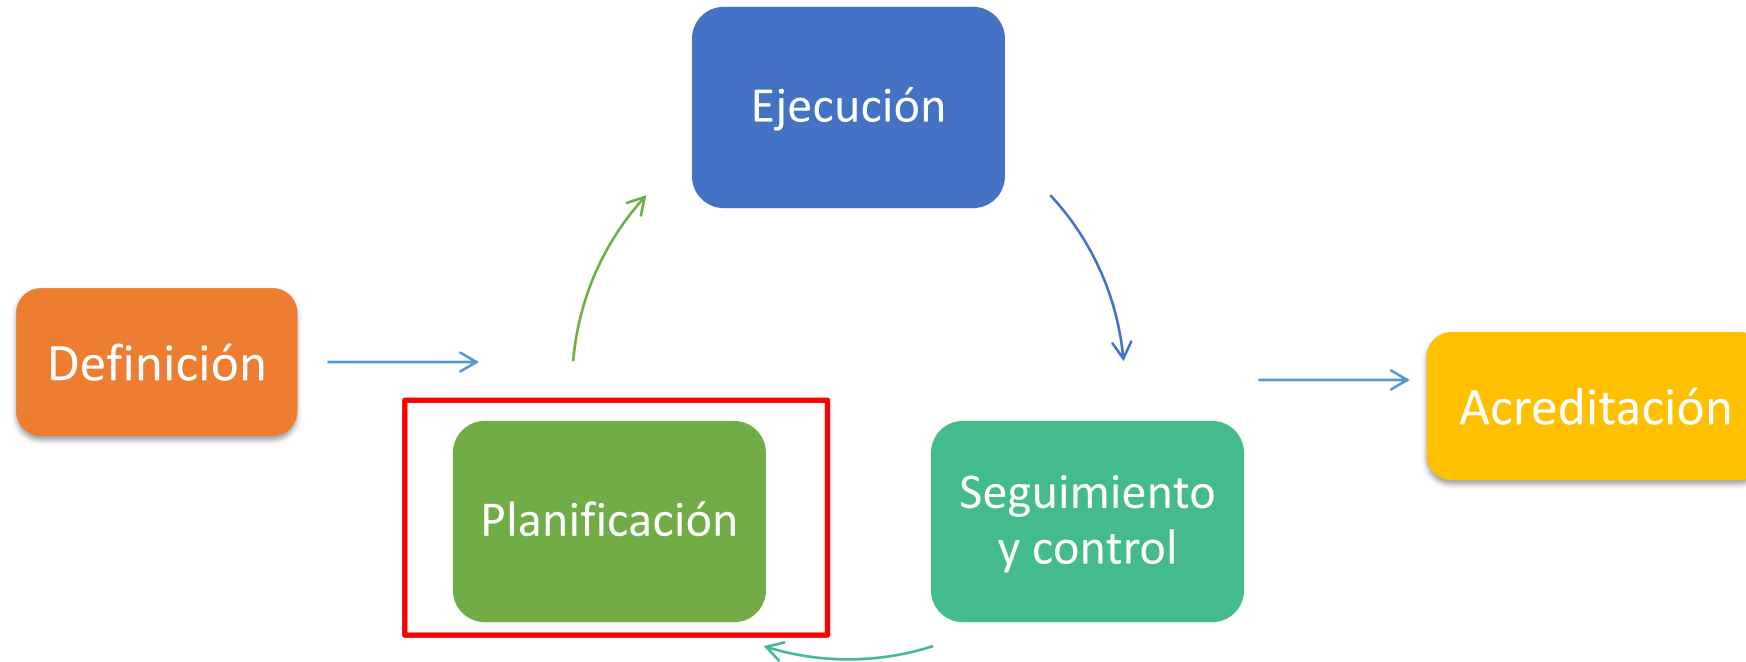 Ejecución
Definición
Acreditación
Planificación
Seguimiento
y control